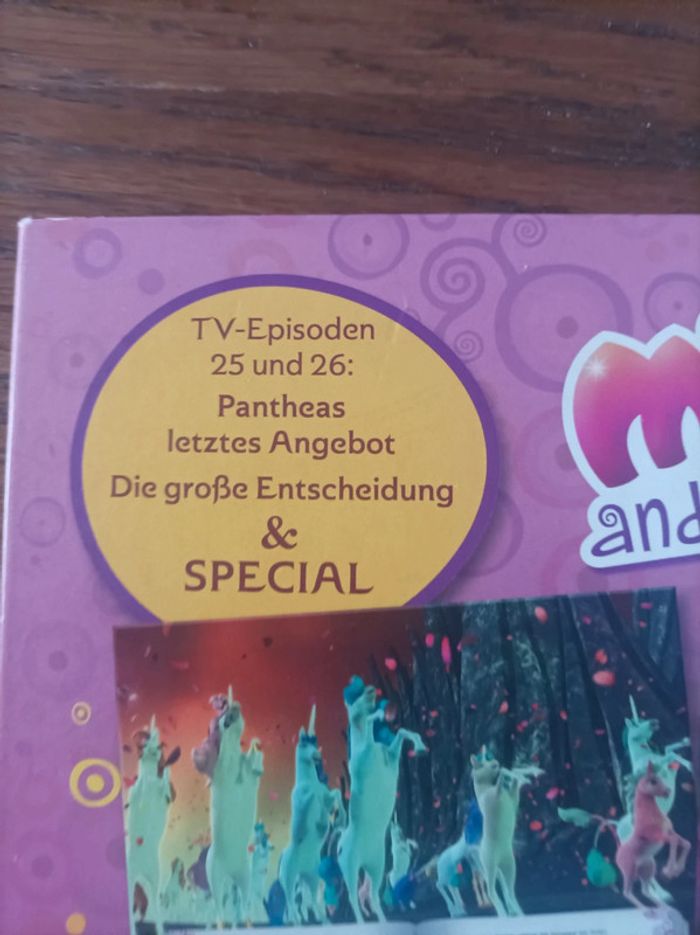 TV-Episoden
25 und 26:
Pantheas
letztes Angebot
Die große Entscheidung
&
SPECIAL
and